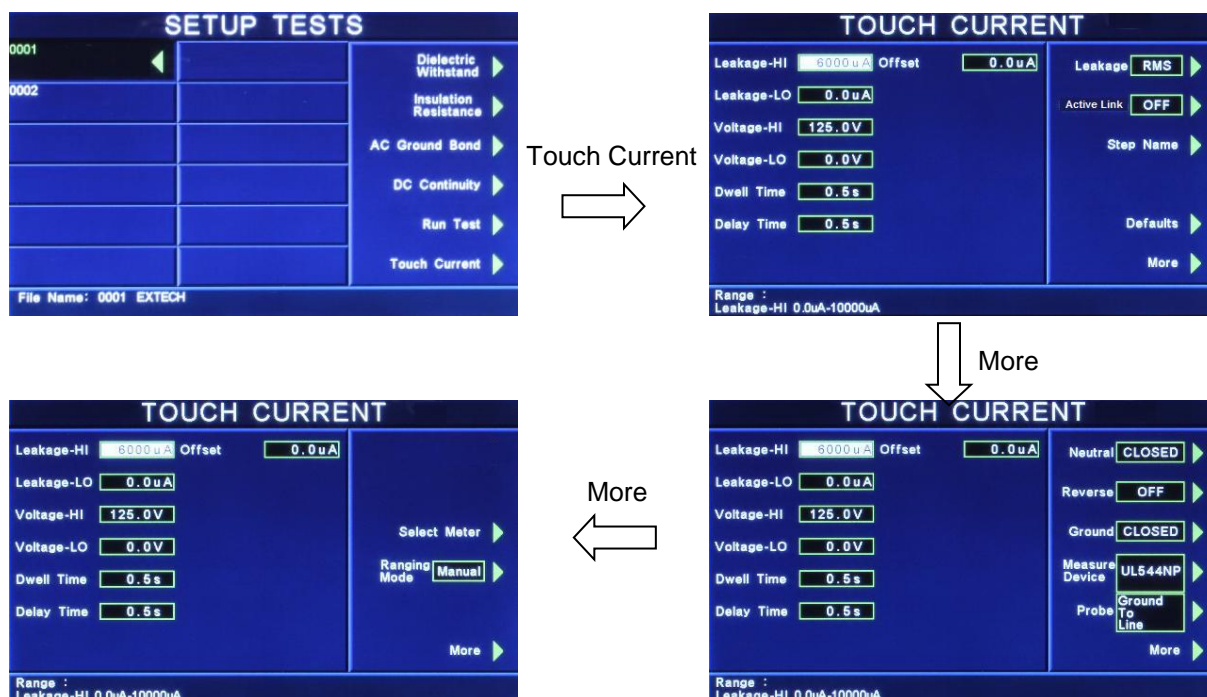 SETUP TESTS
0001
0002
Dielectric
Withstand
Insulation
Resistance
AC Ground Bond
DC Continuity
Run Test
Touch Current
File Name: 0001 EXTECH
Touch Current
TOUCH CURRENT
Leakage-HI 6000uA Offset 0.0uA
Leakage-LO 0.0uA
Voltage-HI 125.0V
Voltage-LO 0.0V
Dwell Time 0.5s
Delay Time 0.5s
Leakage RMS
Active Link OFF
Step Name
Defaults
More
Range :
Leakage-HI 0.0uA-10000uA
More
TOUCH CURRENT
Leakage-HI 6000uA Offset 0.0uA
Leakage-LO 0.0uA
Voltage-HI 125.0V
Voltage-LO 0.0V
Dwell Time 0.5s
Delay Time 0.5s
Neutral CLOSED
Reverse OFF
Ground CLOSED
Measure
Device UL544NP
Probe Ground
To
Line
More
Range :
Leakage-HI 0.0uA-10000uA
More
TOUCH CURRENT
Leakage-HI 6000uA Offset 0.0uA
Leakage-LO 0.0uA
Voltage-HI 125.0V
Voltage-LO 0.0V
Dwell Time 0.5s
Delay Time 0.5s
Select Meter
Ranging
Mode Manual
More
Range :
Leakage-HI 0.0uA-10000uA